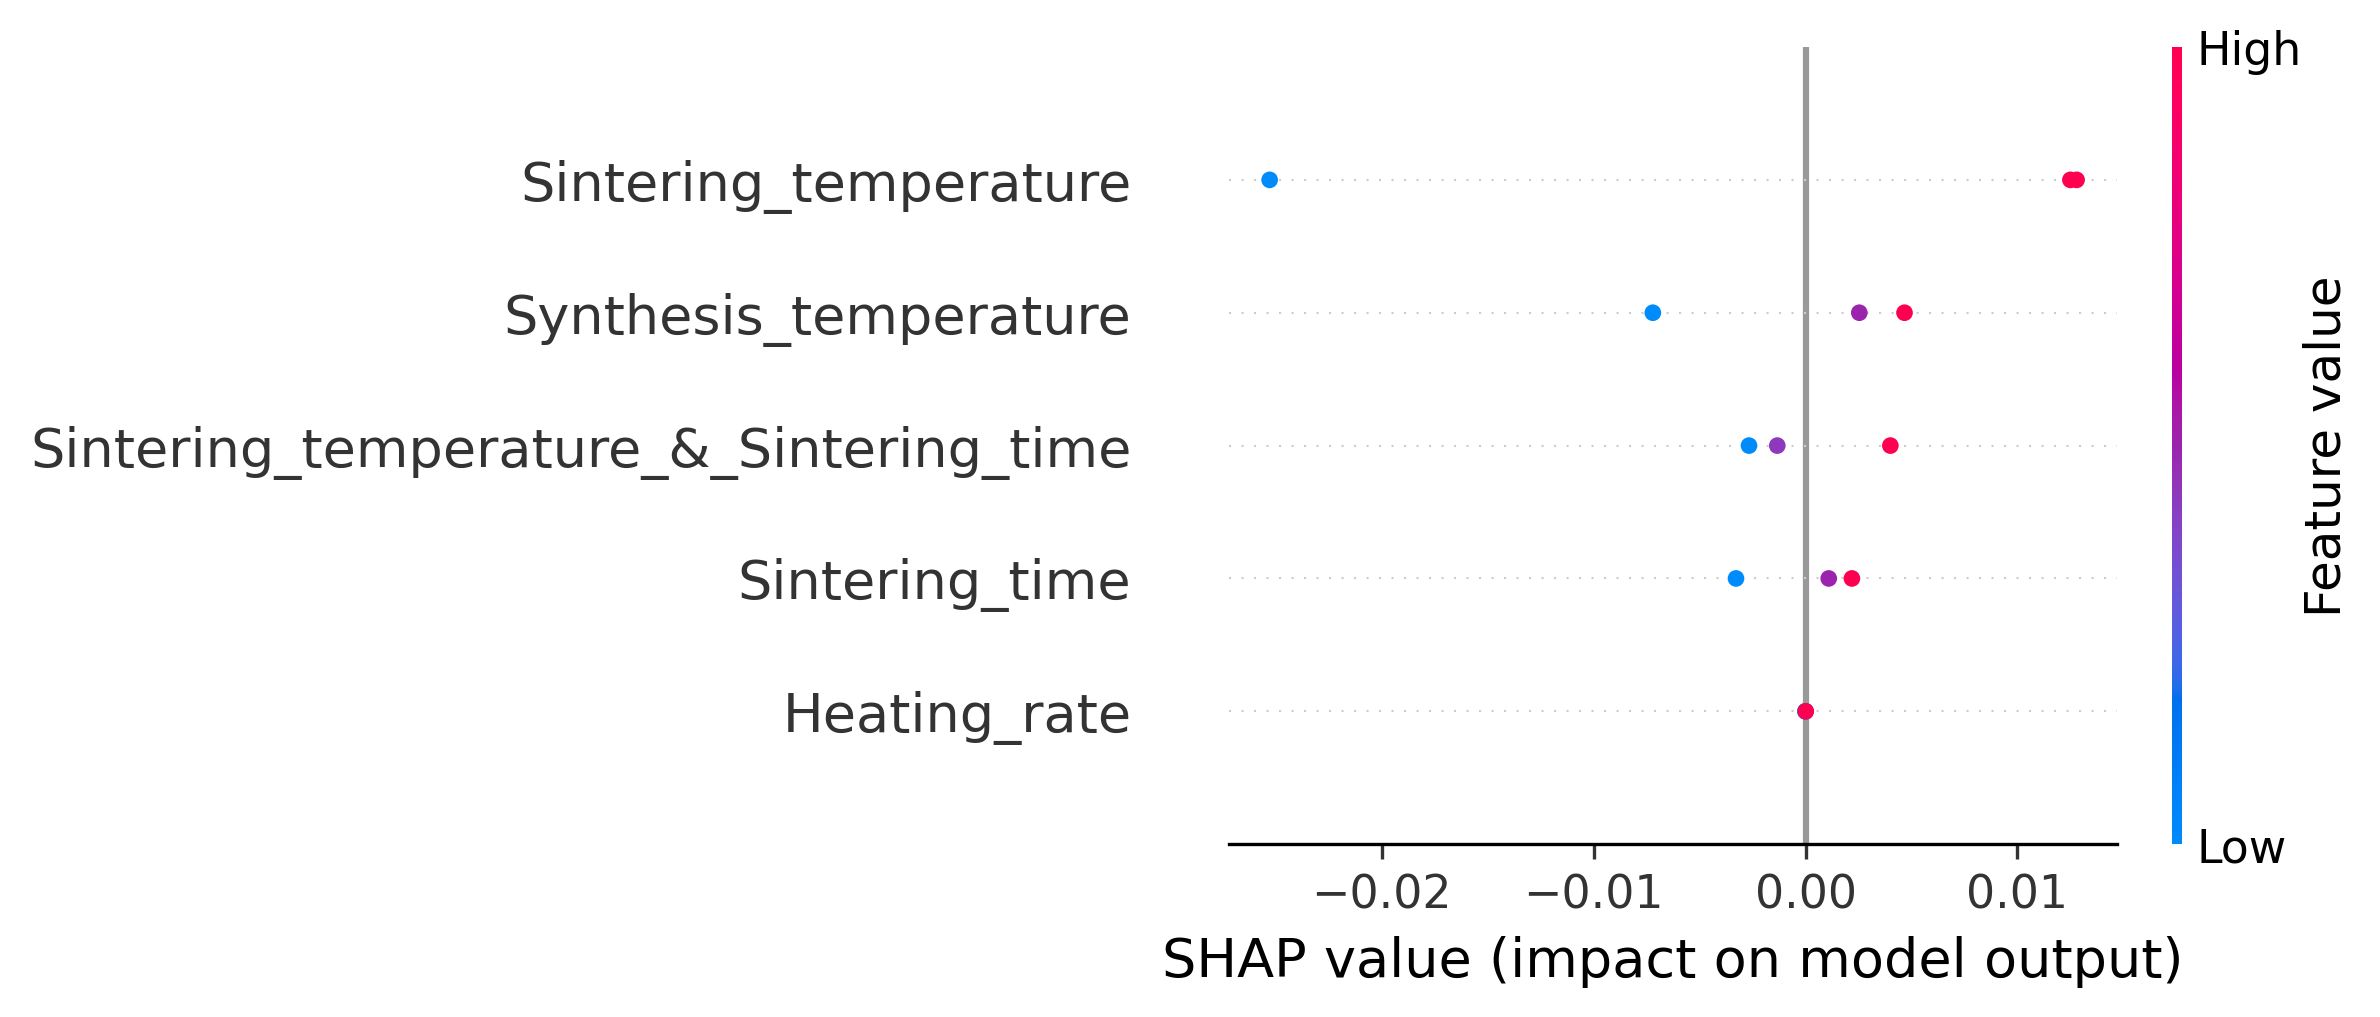 High
Sintering_temperature
Synthesis_temperature
Sintering_temperature_&_Sintering_time
Sintering_time
Heating_rate
Feature value
Low
−0.02
−0.01
0.00
0.01
SHAP value (impact on model output)